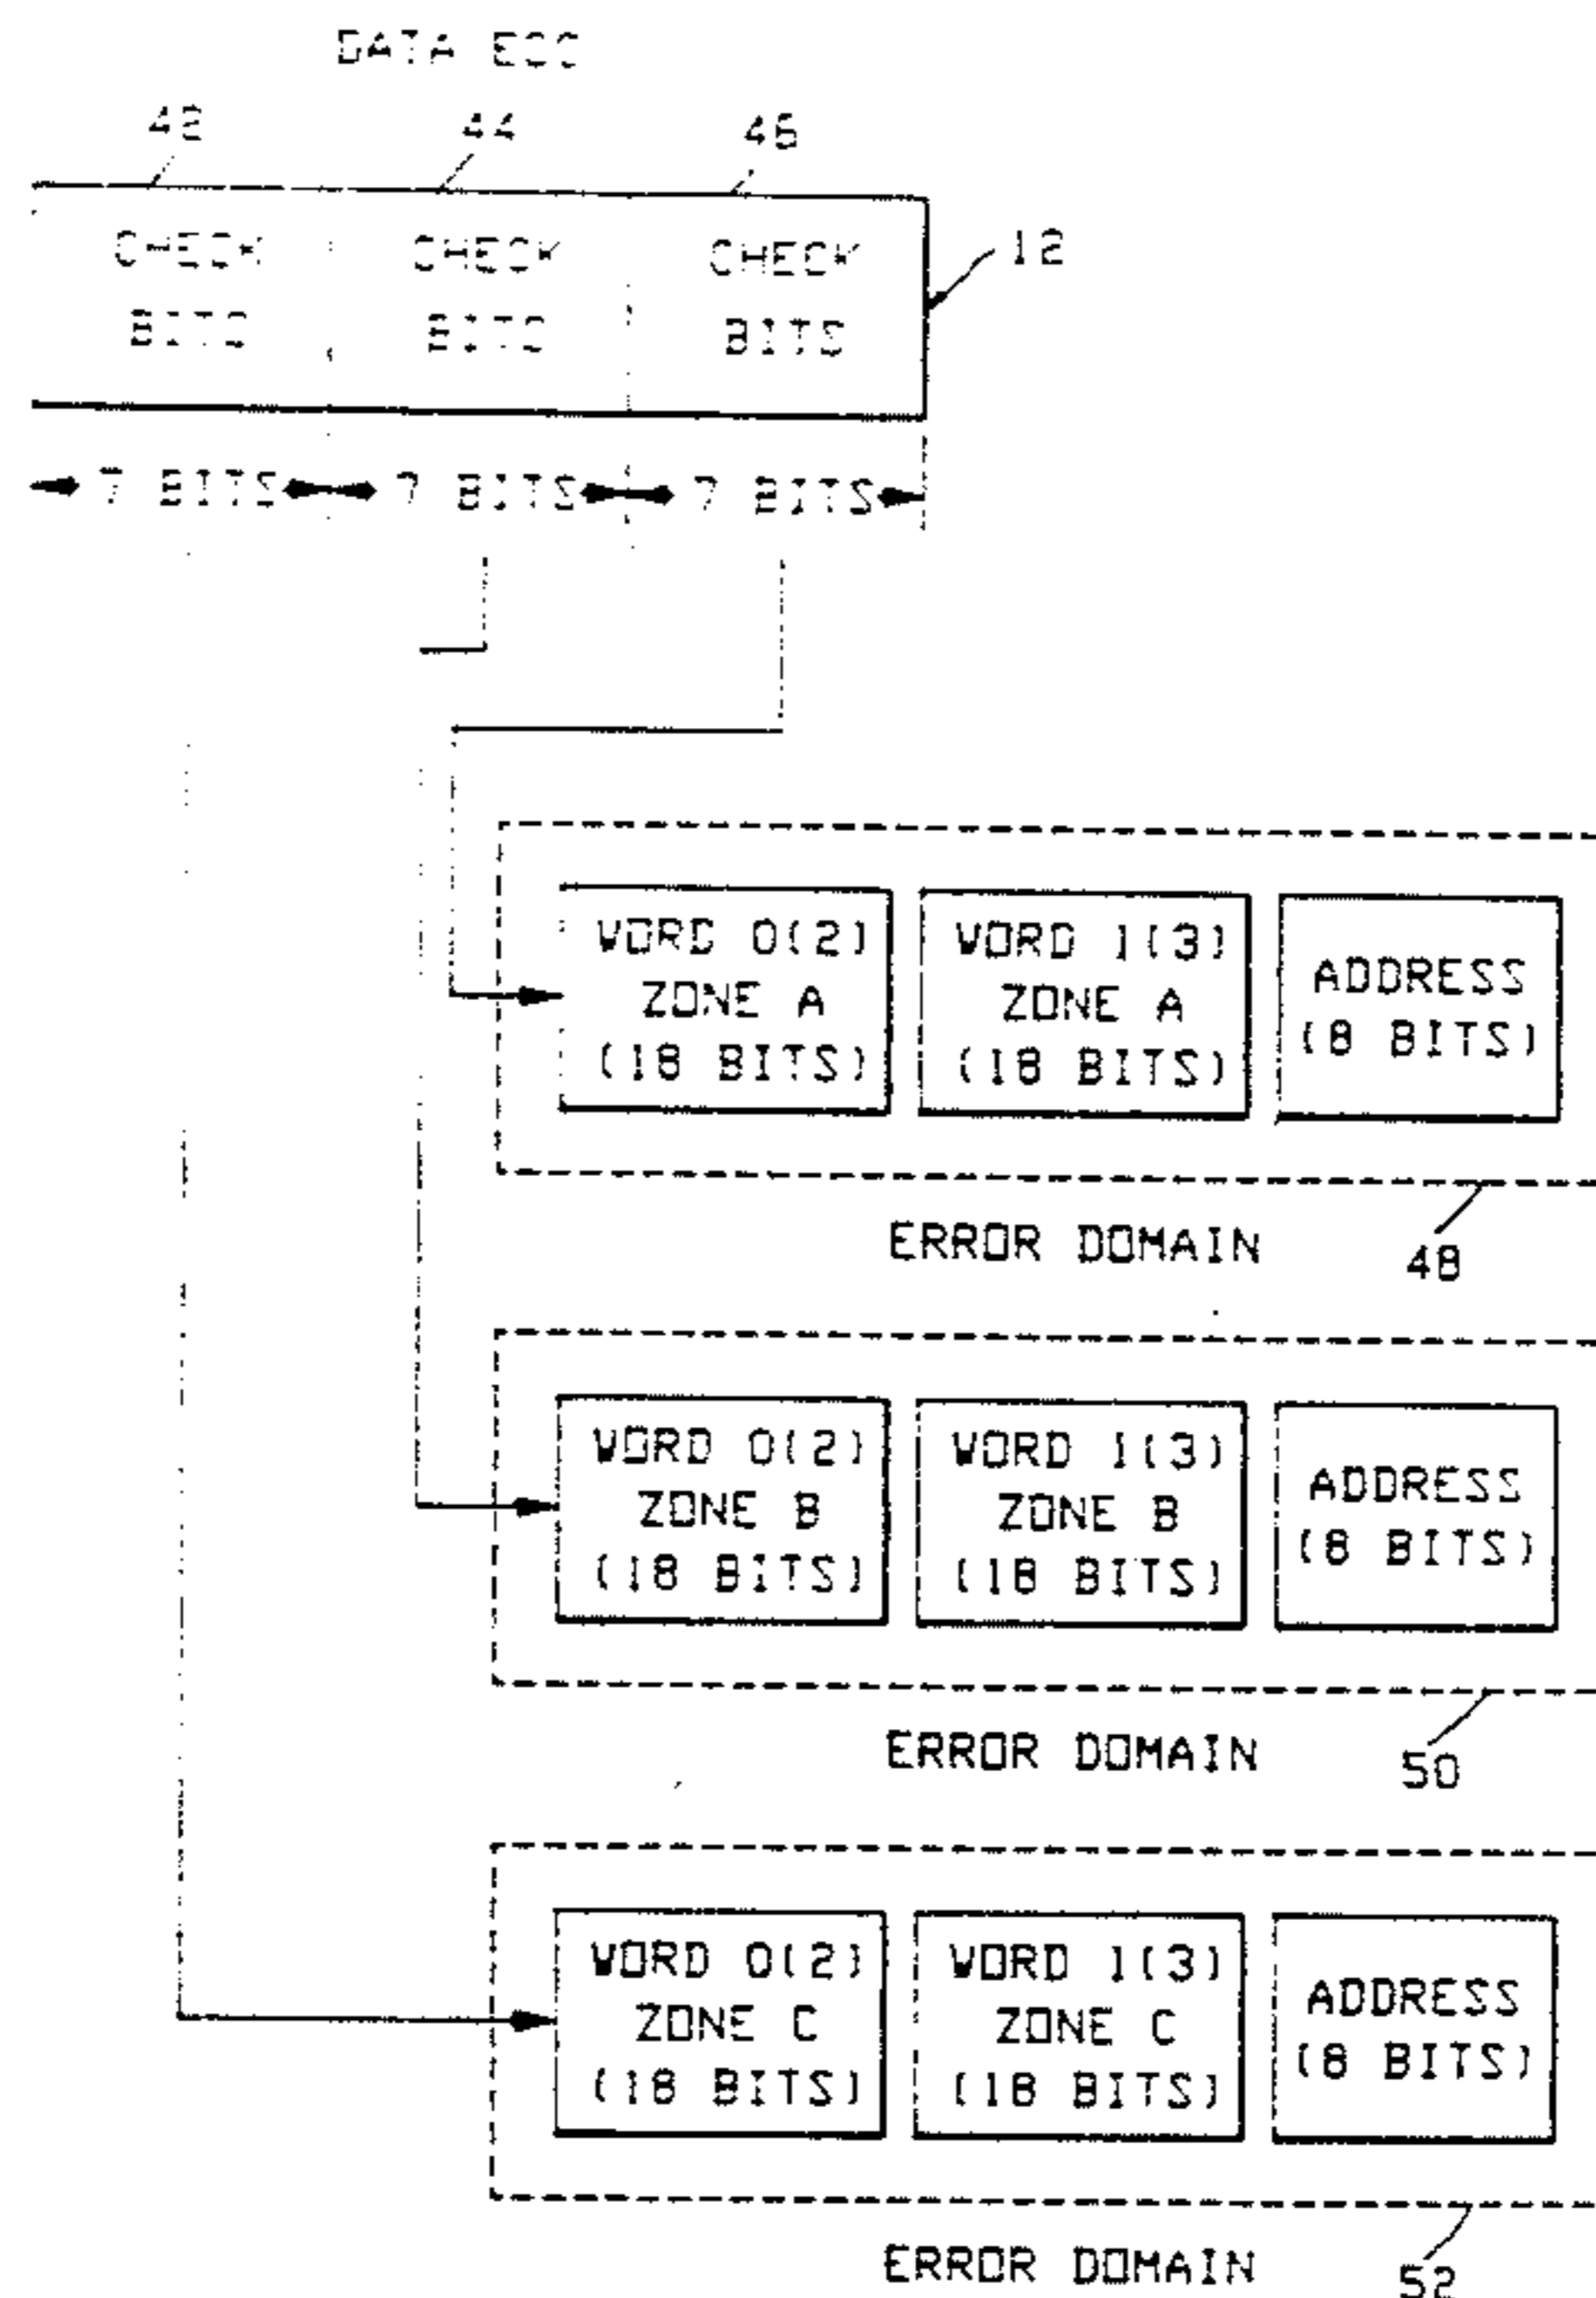 DATA ECC
42 44 46
CHECK CHECK CHECK
BITS BITS BITS
12
7 BITS 7 BITS 7 BITS
WORD 0(2) WORD 1(3) ADDRESS
ZONE A ZONE A (8 BITS)
(18 BITS) (18 BITS)
ERROR DOMAIN 48
WORD 0(2) WORD 1(3) ADDRESS
ZONE B ZONE B (8 BITS)
(18 BITS) (18 BITS)
ERROR DOMAIN 50
WORD 0(2) WORD 1(3) ADDRESS
ZONE C ZONE C (8 BITS)
(18 BITS) (18 BITS)
ERROR DOMAIN 52